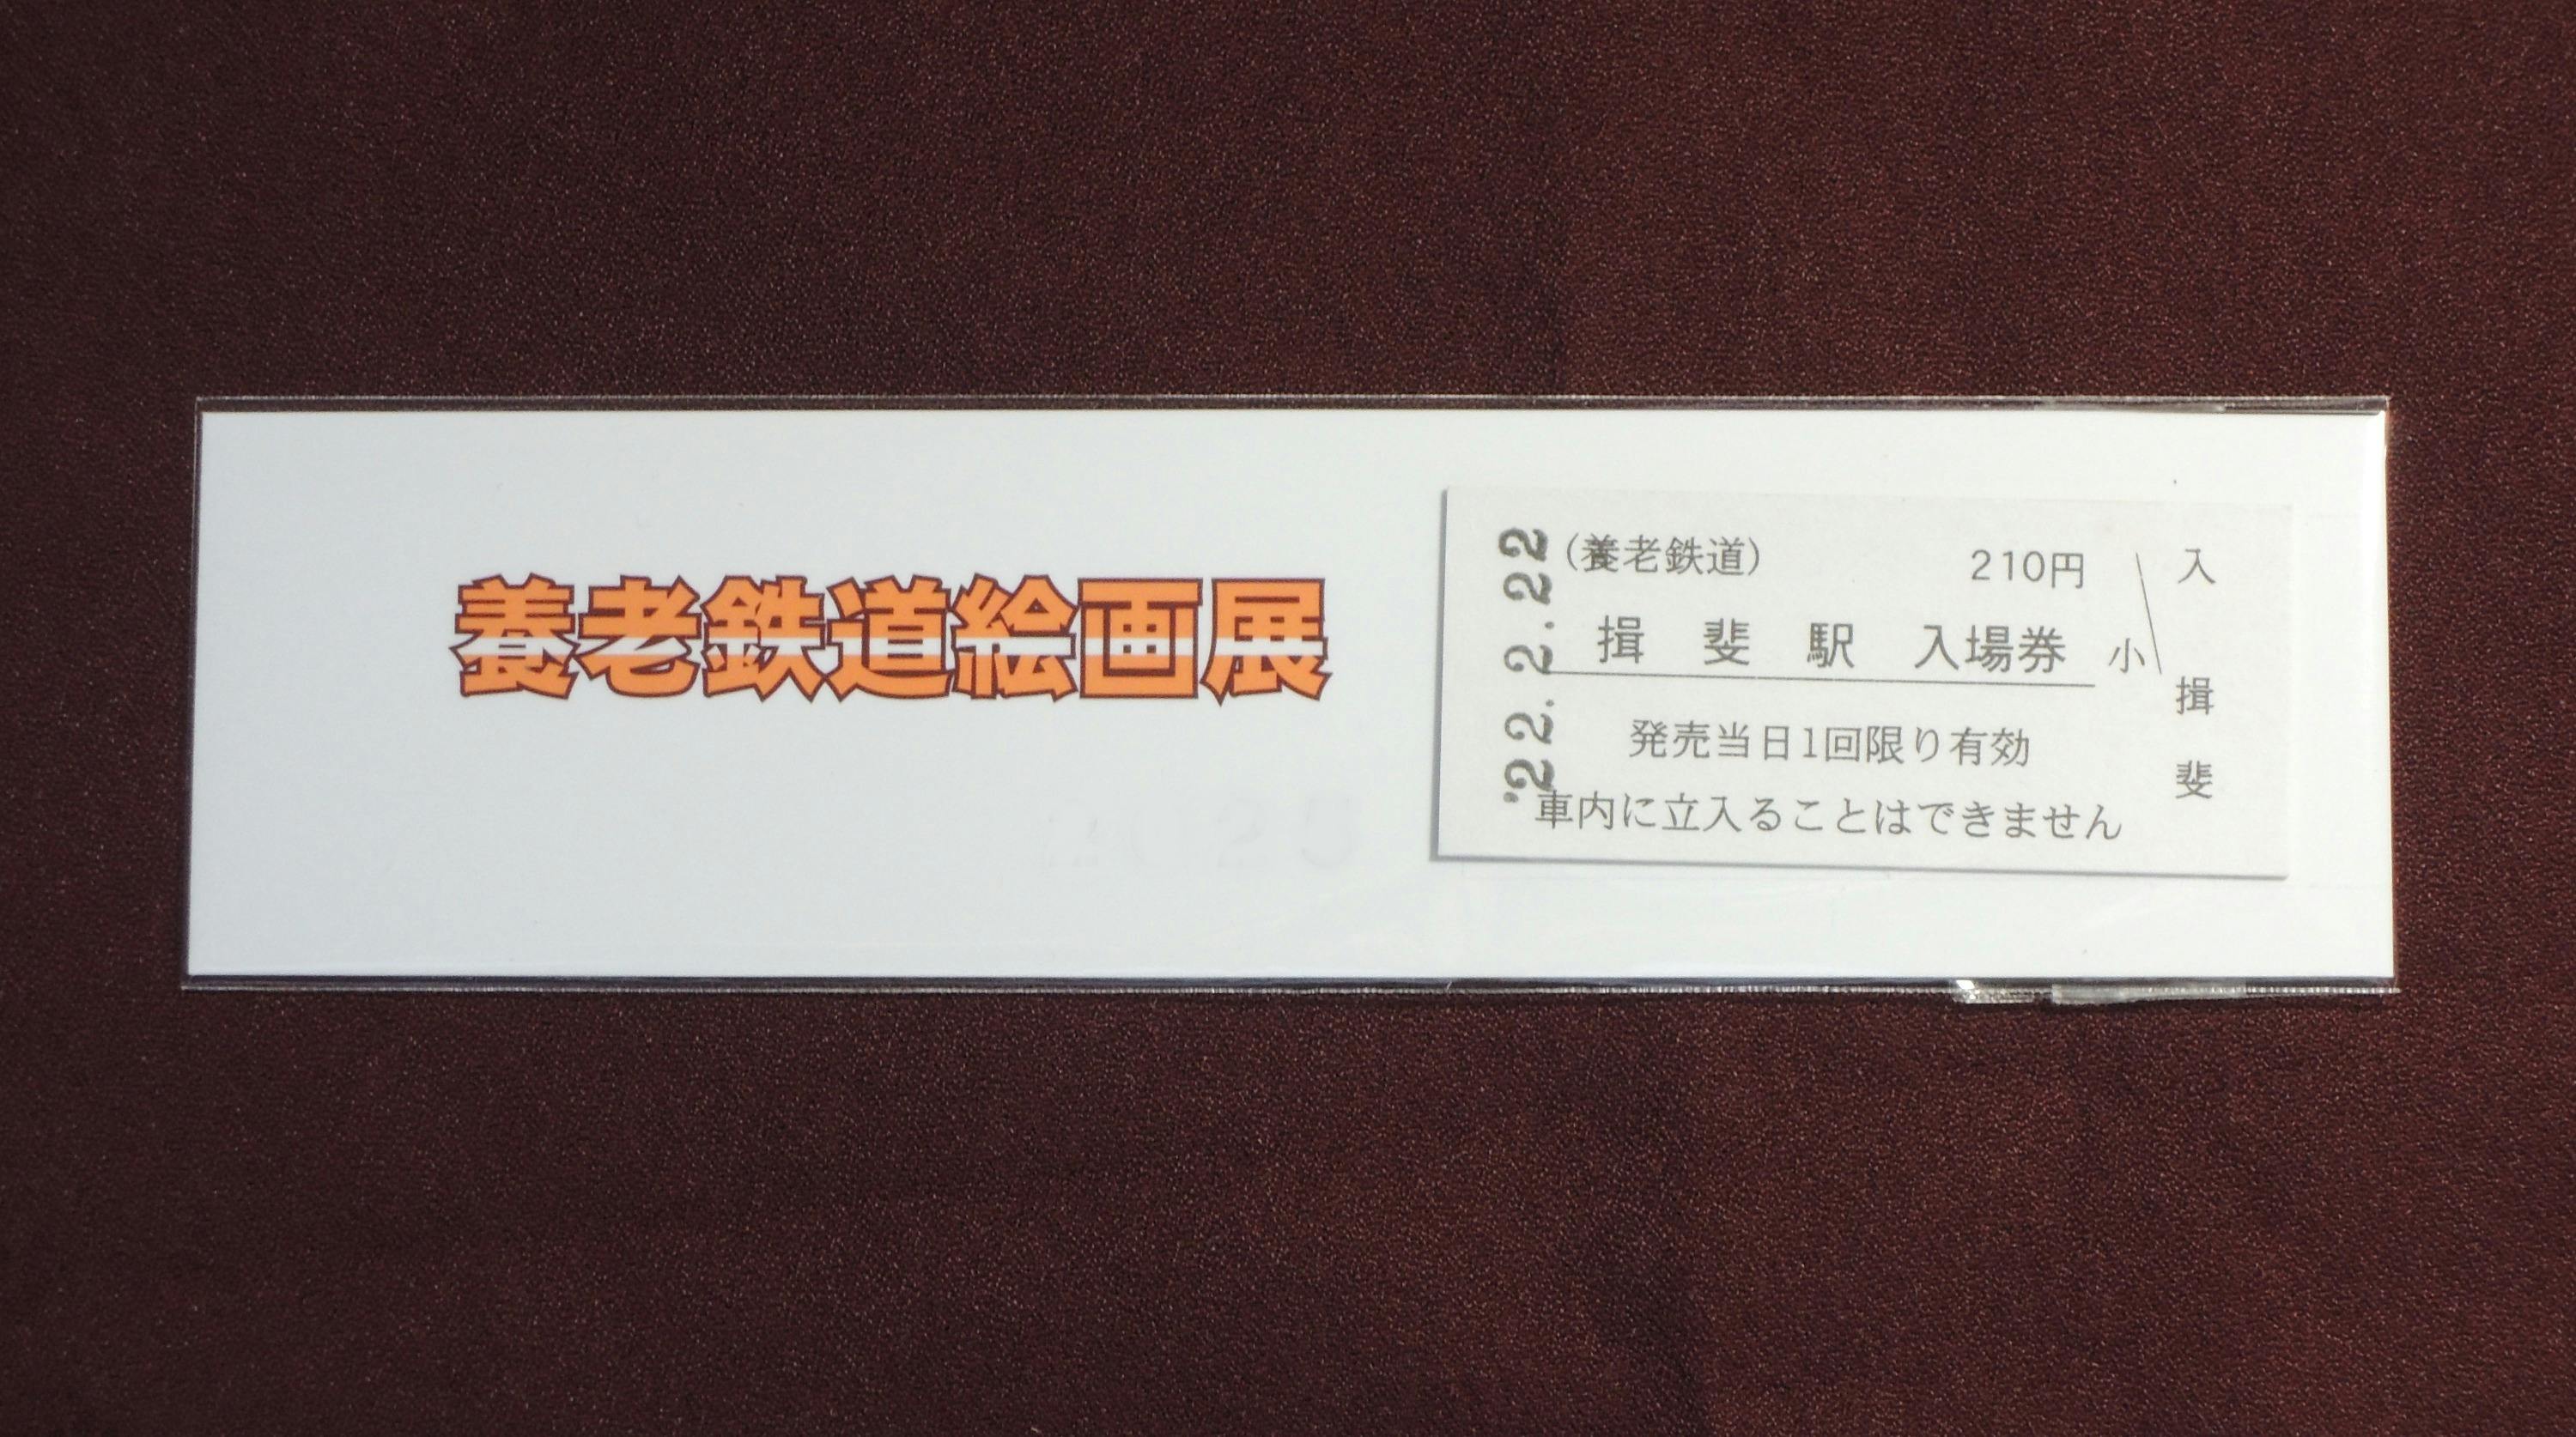 養老鉄道絵画展
'22.2.2.22
(養老鉄道) 210円
揖斐駅 入場券 小
発売当日1回限り有効
車内に立入ることはできません
入
揖
斐